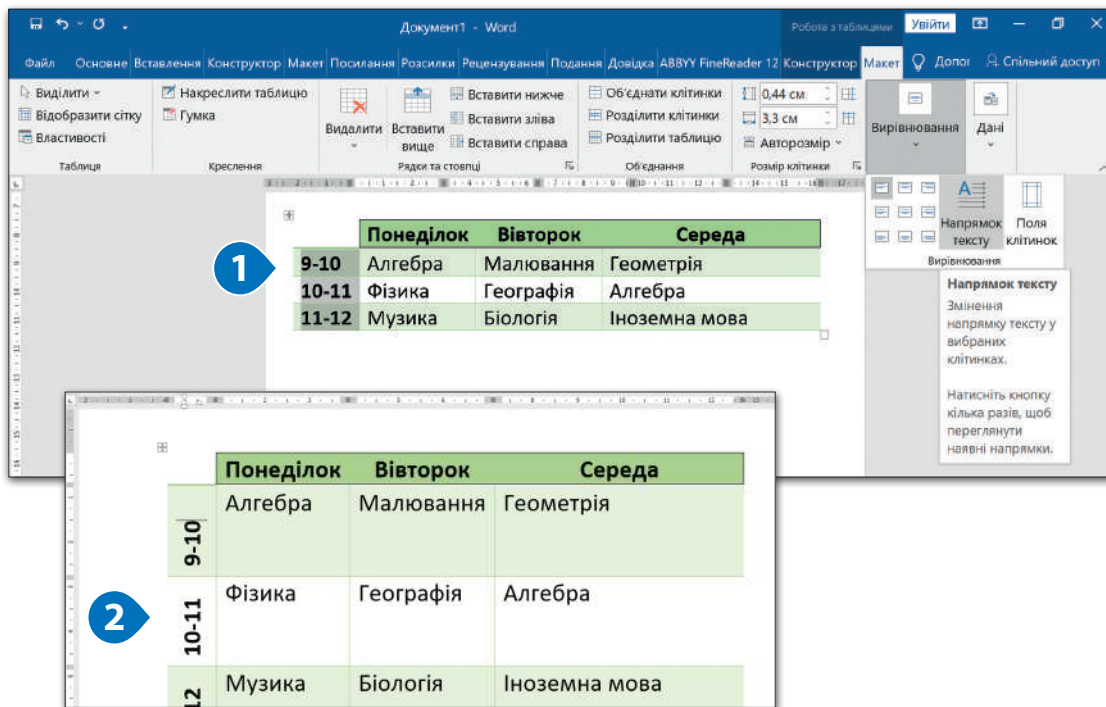 Документ1 - Word
Робота з таблицями
Увійти
Файл Основне Вставлення Конструктор Макет Посилання Розсилки Рецензування Подання Довідка ABBYY FineReader 12 Конструктор Макет Допоі Спільний доступ
Виділити
Відобразити сітку
Властивості
Таблиця
Накреслити таблицю
Гумка
Креслення
Видалити
Вставити вище
Вставити нижче
Вставити зліва
Вставити справа
Рядки та стовпці
Об'єднати клітинки
Розділити клітинки
Розділити таблицю
Об'єднання
0,44 см
3,3 см
Авторозмір
Розмір клітинки
Вирівнювання
Дані
Напрямок
тексту
Поля
клітинок
Вирівнювання
Напрямок тексту
Змінення
напрямку тексту у
вибраних
клітинках.
Натисніть кнопку
кілька разів, щоб
переглянути
наявні напрямки.
1
Понеділок Вівторок Середа
9-10 Алгебра Малювання Геометрія
10-11 Фізика Географія Алгебра
11-12 Музика Біологія Іноземна мова
2
Понеділок Вівторок Середа
9-10 Алгебра Малювання Геометрія
10-11 Фізика Географія Алгебра
12 Музика Біологія Іноземна мова